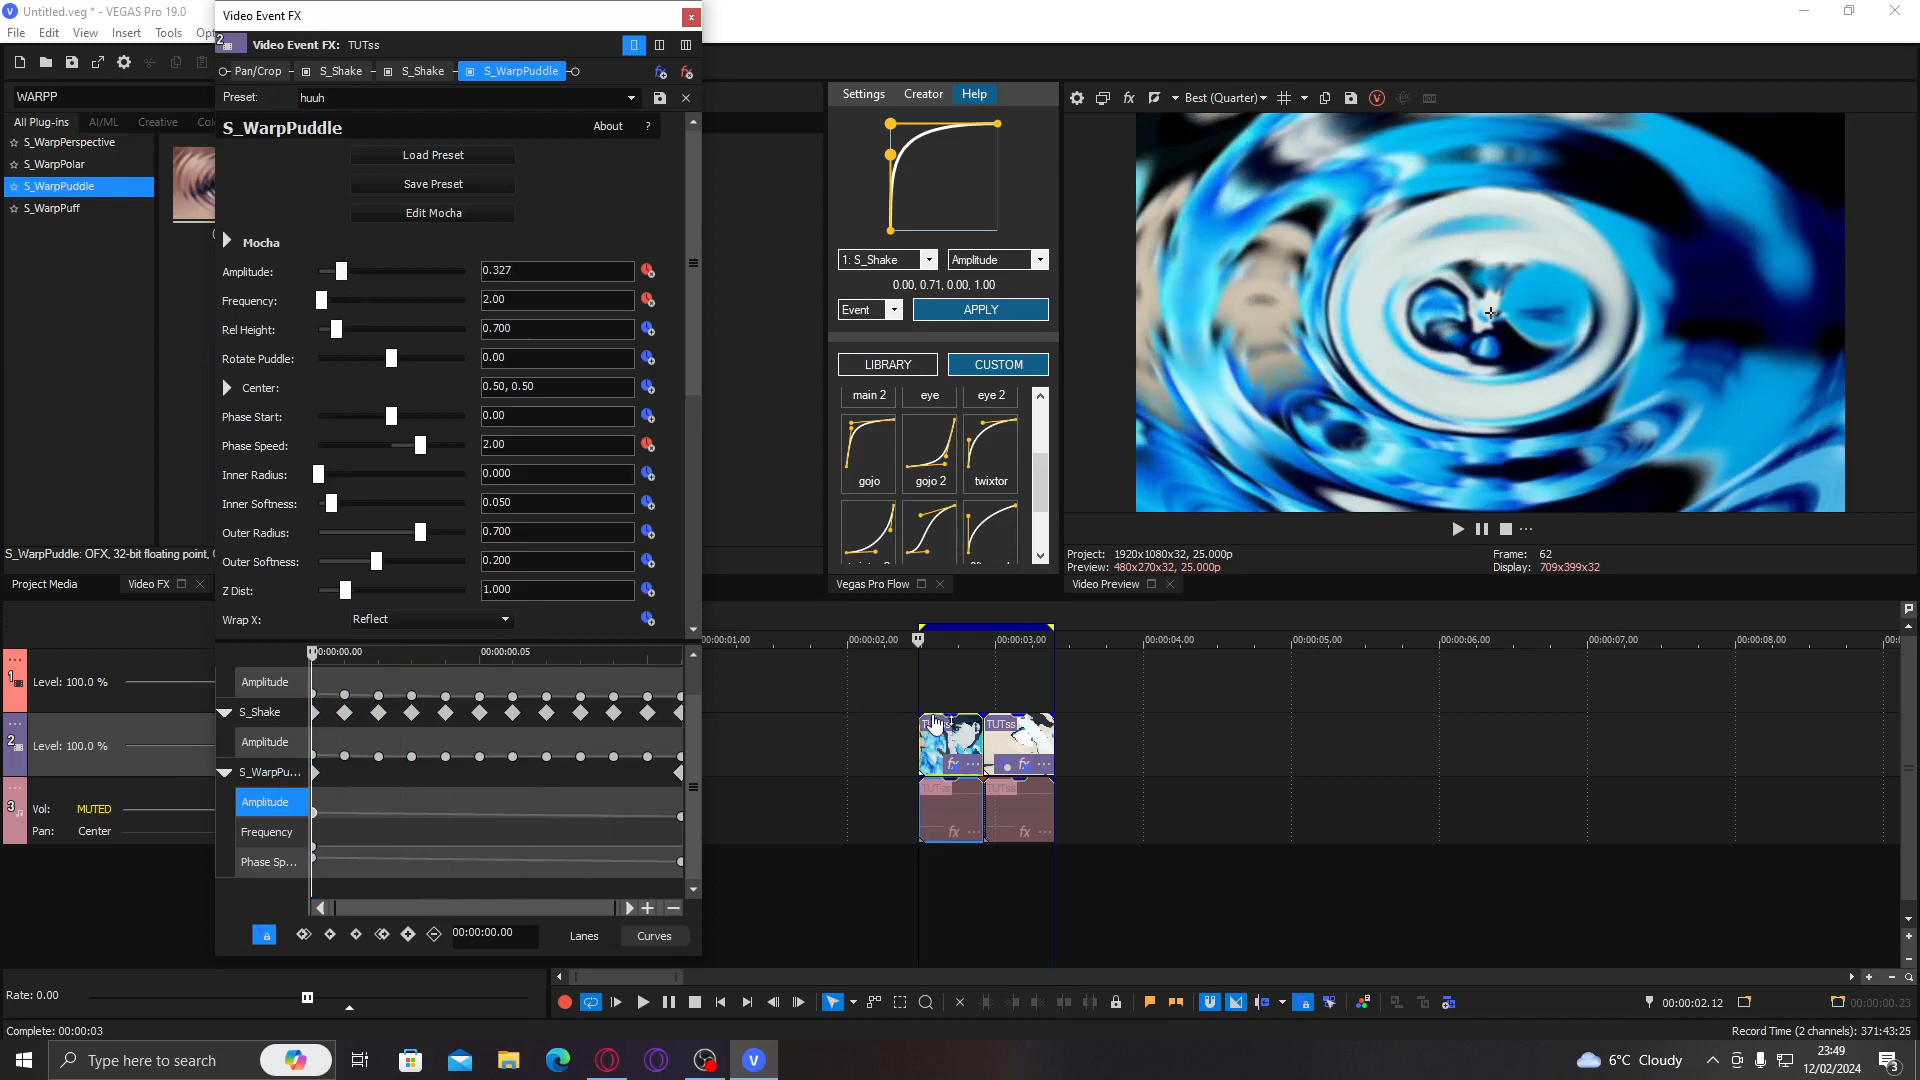 Untitled.veg * - VEGAS Pro 19.0
File Edit View Insert Tools
Video Event FX
Video Event FX: TUTss
Pan/Crop S_Shake S_Shake S_WarpPuddle
Preset: huuh
WARPP
All Plug-ins AI/ML Creative
S_WarpPerspective
S_WarpPolar
S_WarpPuddle
S_WarpPuff
S_WarpPuddle: OFX, 32-bit floating point,
Project Media Video FX
S_WarpPuddle
About ?
Load Preset
Save Preset
Edit Mocha
Mocha
Amplitude: 0.327
Frequency: 2.00
Rel Height: 0.700
Rotate Puddle: 0.00
Center: 0.50, 0.50
Phase Start: 0.00
Phase Speed: 2.00
Inner Radius: 0.000
Inner Softness: 0.050
Outer Radius: 0.700
Outer Softness: 0.200
Z Dist: 1.000
Wrap X: Reflect
00:00:00.00 00:00:00.05
Amplitude
S_Shake
Amplitude
S_WarpPu...
Amplitude
Frequency
Phase Sp...
00:00:00.00 Lanes Curves
Settings Creator Help
1: S_Shake Amplitude
0.00, 0.71, 0.00, 1.00
Event APPLY
LIBRARY CUSTOM
main 2 eye eye 2
gojo gojo 2 twixtor
Vegas Pro Flow
Best (Quarter)
Project: 1920x1080x32, 25.000p
Preview: 480x270x32, 25.000p
Frame: 62
Display: 709x399x32
Video Preview
00:00:01.00 00:00:02.00 00:00:03.00 00:00:04.00 00:00:05.00 00:00:06.00 00:00:07.00 00:00:08.00
1 Level: 100.0 %
2 Level: 100.0 %
3 Vol: MUTED
Pan: Center
TUTss
TUTss TUTss
Rate: 0.00
00:00:02.12 00:00:00.23
Complete: 00:00:03
Record Time (2 channels): 371:43:25
Type here to search
6°C Cloudy
23:49
12/02/2024